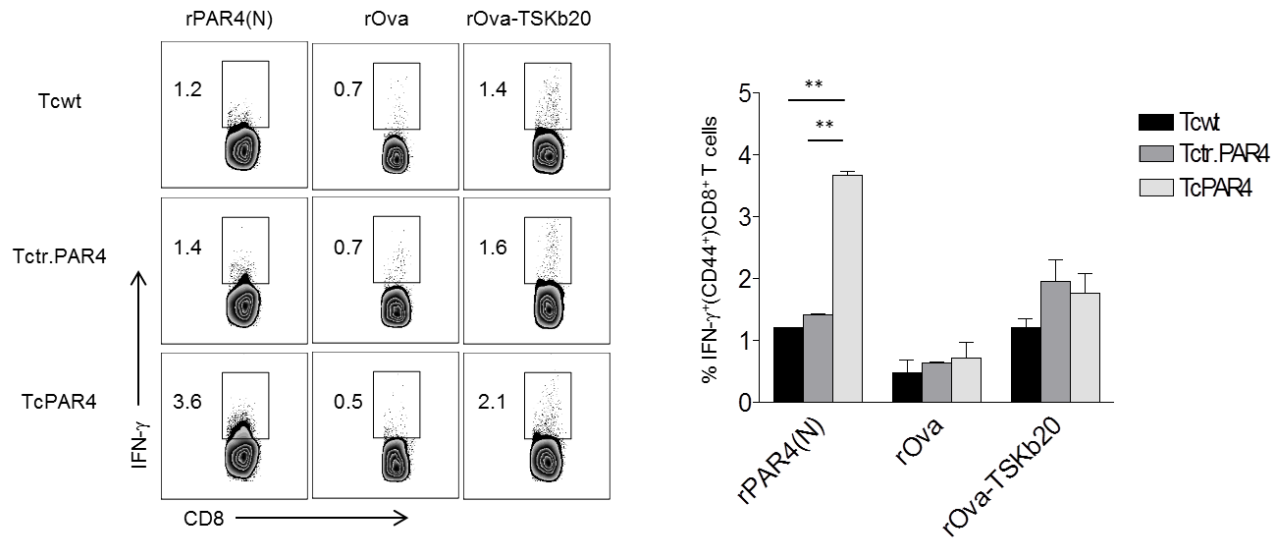 rPAR4(N) rOva rOva-TSKb20
Tcwt 1.2 0.7 1.4
Tctr.PAR4 1.4 0.7 1.6
TcPAR4 3.6 0.5 2.1
IFN-γ
CD8
% IFN-γ⁺(CD44⁺)CD8⁺ T cells
5
4
3
2
1
0
**
**
rPAR4(N)
rOva
rOva-TSKb20
Tcwt
Tctr.PAR4
TcPAR4